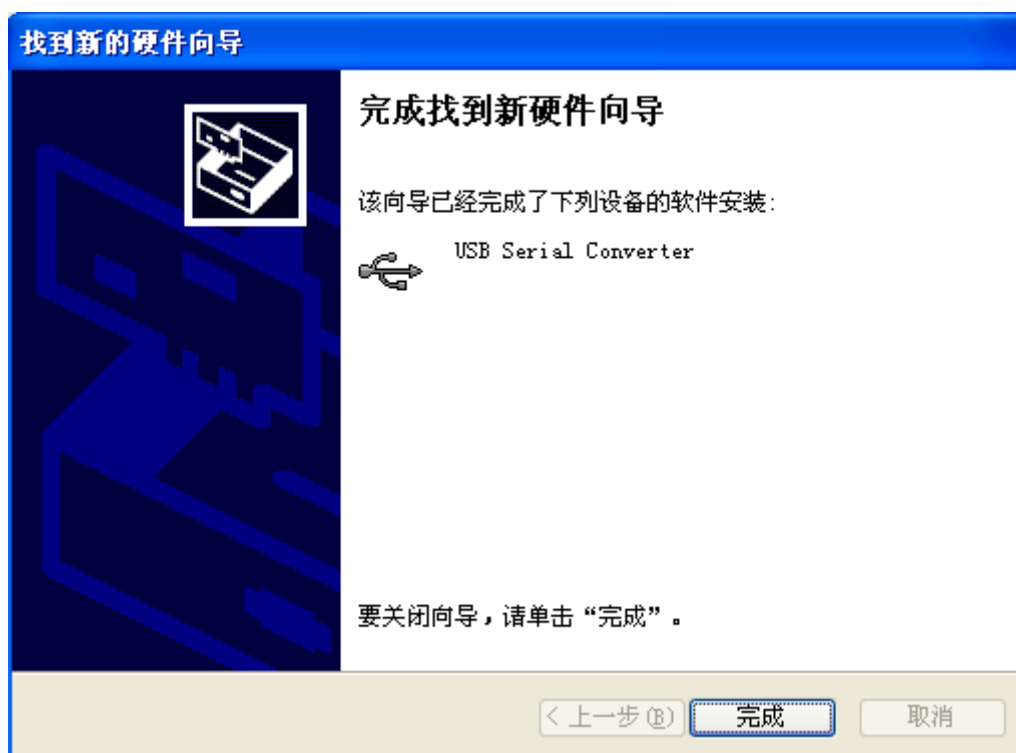 找到新的硬件向导
完成找到新硬件向导
该向导已经完成了下列设备的软件安装:
USB Serial Converter
要关闭向导，请单击“完成”。
< 上一步(B) 完成 取消